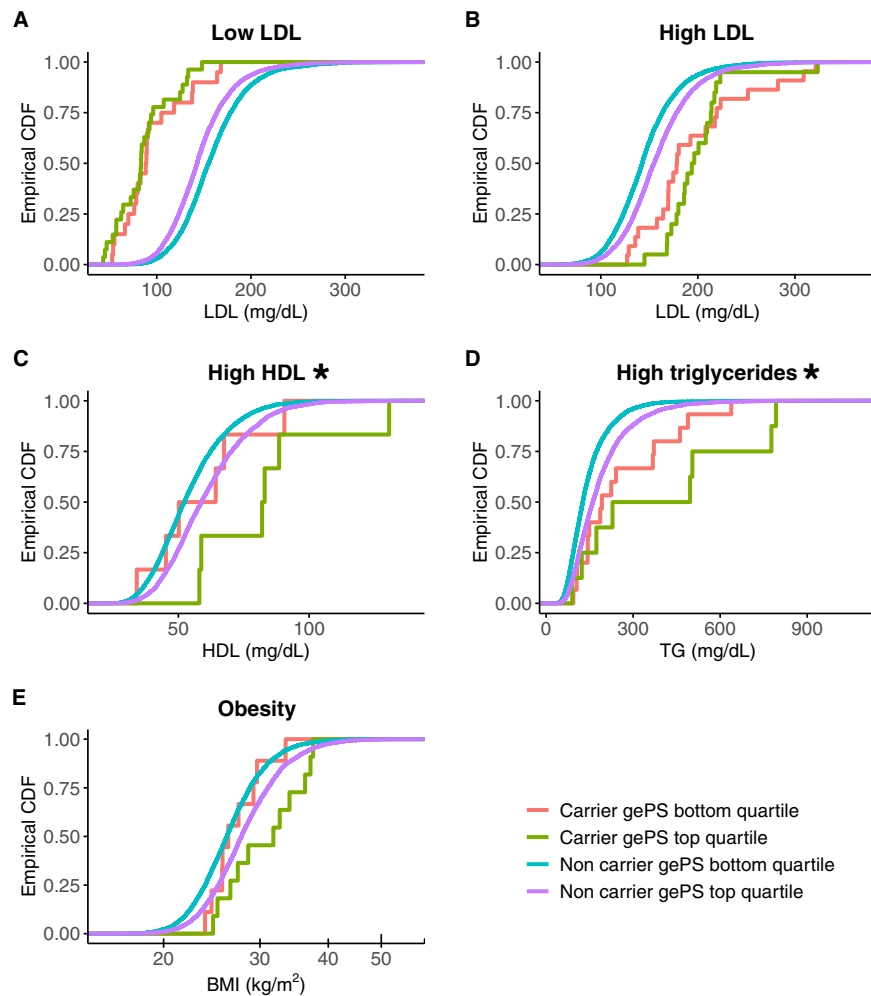 A
Low LDL
Empirical CDF
1.00
0.75
0.50
0.25
0.00
100 200 300
LDL (mg/dL)
B
High LDL
Empirical CDF
1.00
0.75
0.50
0.25
0.00
100 200 300
LDL (mg/dL)
C
High HDL *
Empirical CDF
1.00
0.75
0.50
0.25
0.00
50 100
HDL (mg/dL)
D
High triglycerides *
Empirical CDF
1.00
0.75
0.50
0.25
0.00
0 300 600 900
TG (mg/dL)
E
Obesity
Empirical CDF
1.00
0.75
0.50
0.25
0.00
20 30 40 50
BMI (kg/m²)
Carrier gePS bottom quartile
Carrier gePS top quartile
Non carrier gePS bottom quartile
Non carrier gePS top quartile